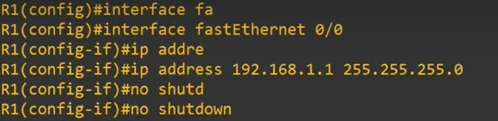 R1(config)#interface fa
R1(config)#interface fastEthernet 0/0
R1(config-if)#ip addre
R1(config-if)#ip address 192.168.1.1 255.255.255.0
R1(config-if)#no shutd
R1(config-if)#no shutdown